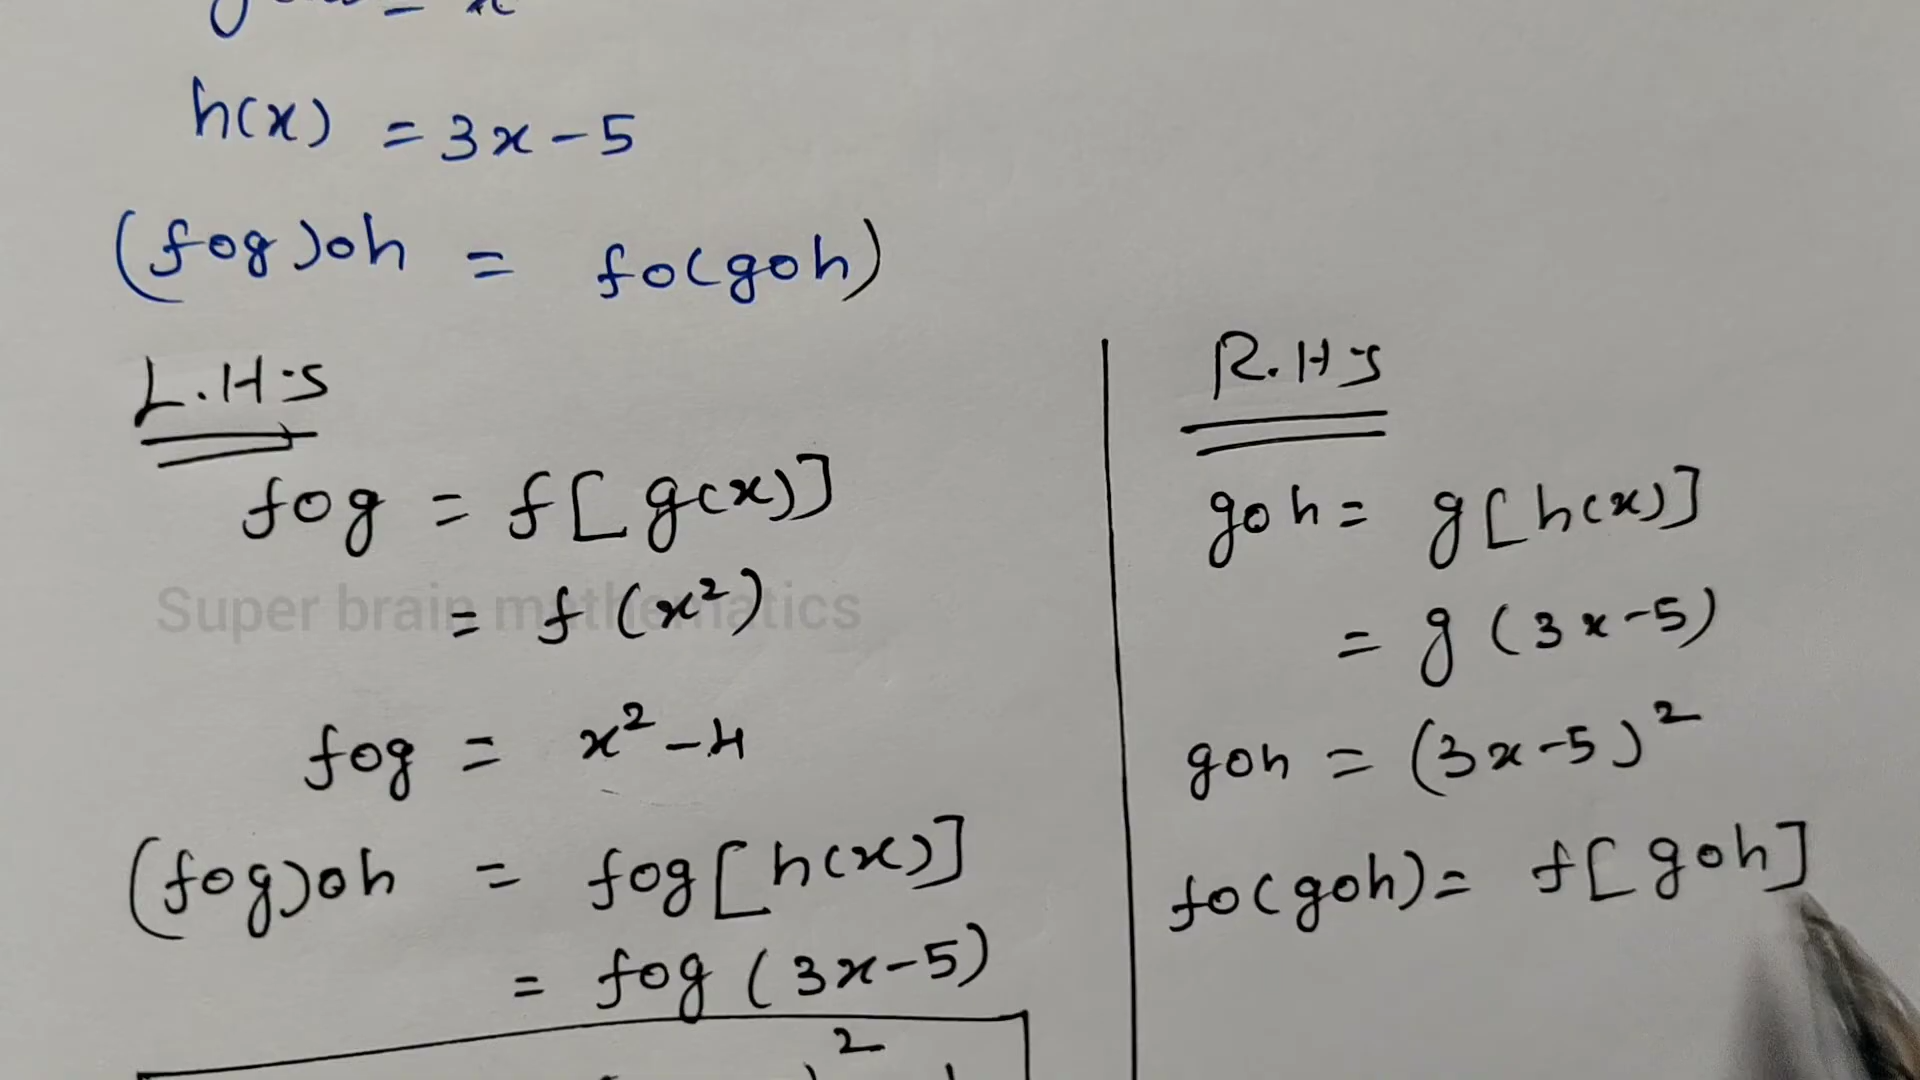 h(x) = 3x-5
(fog)oh = fo(goh)
L.H.S
fog = f[g(x)]
= f(x²)
fog = x²-4
(fog)oh = fog[h(x)]
= fog(3x-5)
2
R.H.S
goh = g[h(x)]
= g(3x-5)
goh = (3x-5)²
fo(goh) = f[goh]
Super brain mathematics